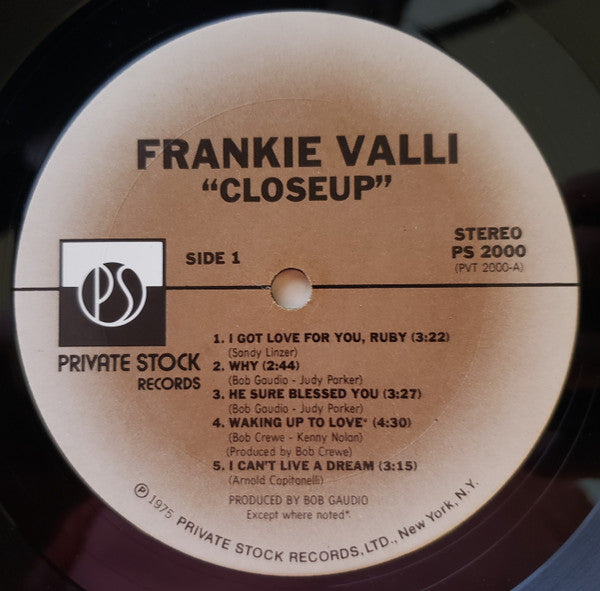 FRANKIE VALLI
“CLOSEUP”
SIDE 1
STEREO
PS 2000
(PVT 2000-A)
PS
PRIVATE STOCK
RECORDS
1. I GOT LOVE FOR YOU, RUBY (3:22)
(Sandy Linzer)
2. WHY (2:44)
(Bob Gaudio - Judy Parker)
3. HE SURE BLESSED YOU (3:27)
(Bob Gaudio - Judy Parker)
4. WAKING UP TO LOVE* (4:30)
(Bob Crewe - Kenny Nolan)
(Produced by Bob Crewe)
5. I CAN'T LIVE A DREAM (3:15)
(Arnold Capitanelli)
PRODUCED BY BOB GAUDIO
Except where noted*.
Ⓟ 1975 PRIVATE STOCK RECORDS, LTD., New York, N.Y.